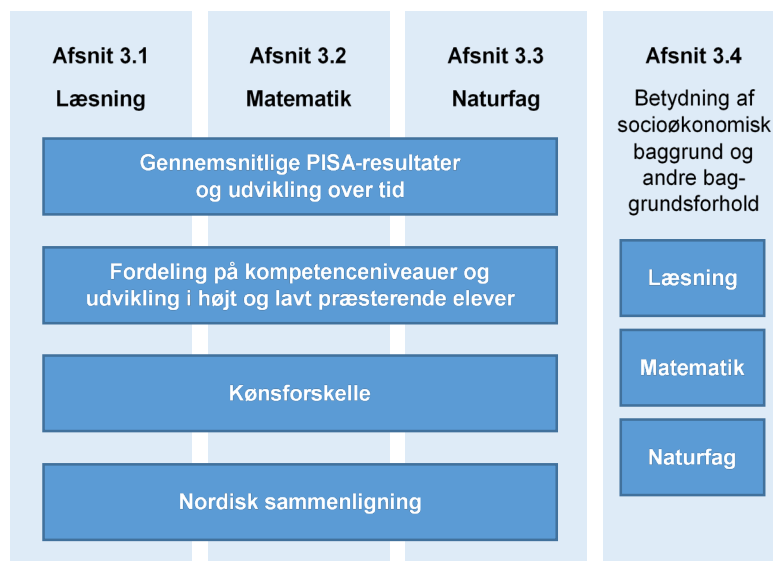 Afsnit 3.1
Læsning
Afsnit 3.2
Matematik
Afsnit 3.3
Naturfag
Gennemsnitlige PISA-resultater
og udvikling over tid
Fordeling på kompetenceniveauer og
udvikling i højt og lavt præsterende elever
Kønsforskelle
Nordisk sammenligning
Afsnit 3.4
Betydning af
socioøkonomisk
baggrund og
andre bag-
grundsforhold
Læsning
Matematik
Naturfag